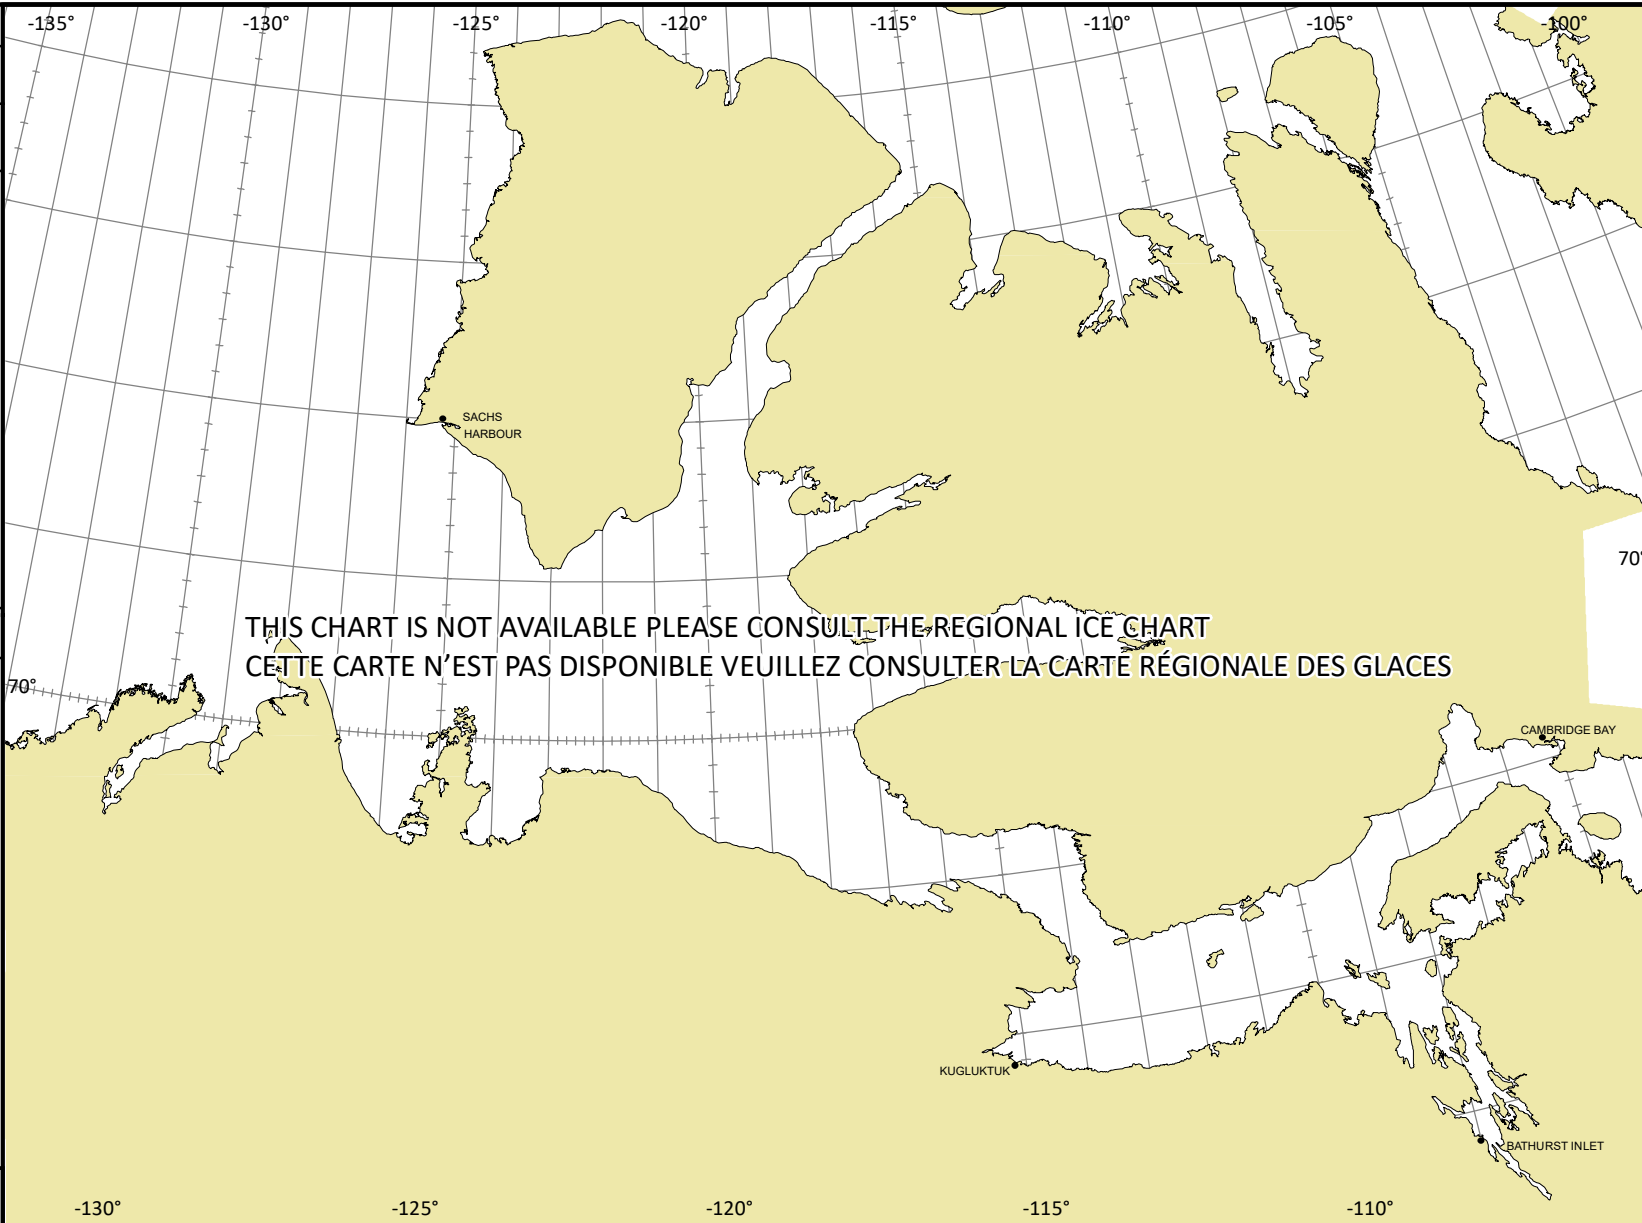 -135° -130° -125° -120° -115° -110° -105° -100°
SACHS
HARBOUR
70°
THIS CHART IS NOT AVAILABLE PLEASE CONSULT THE REGIONAL ICE CHART
CETTE CARTE N'EST PAS DISPONIBLE VEUILLEZ CONSULTER LA CARTE RÉGIONALE DES GLACES
70°
CAMBRIDGE BAY
KUGLUKTUK
BATHURST INLET
-130° -125° -120° -115° -110°